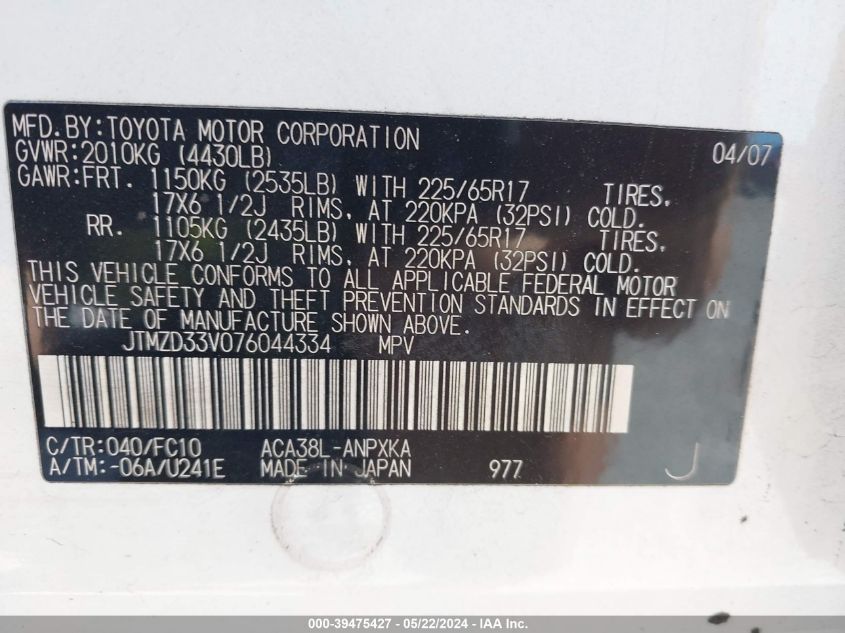 MFD.BY:TOYOTA MOTOR CORPORATION 04/07
GVWR:2010KG (4430LB)
GAWR:FRT. 1150KG (2535LB) WITH 225/65R17 TIRES,
17X6 1/2J RIMS, AT 220KPA (32PSI) COLD.
RR. 1105KG (2435LB) WITH 225/65R17 TIRES,
17X6 1/2J RIMS, AT 220KPA (32PSI) COLD.
THIS VEHICLE CONFORMS TO ALL APPLICABLE FEDERAL MOTOR
VEHICLE SAFETY AND THEFT PREVENTION STANDARDS IN EFFECT ON
THE DATE OF MANUFACTURE SHOWN ABOVE.
JTMZD33V076044334 MPV
C/TR:040/FC10 ACA38L-ANPXKA
A/TM:-06A/U241E MADE IN JAPAN 977 J
000-39475427 - 05/22/2024 - IAA Inc.